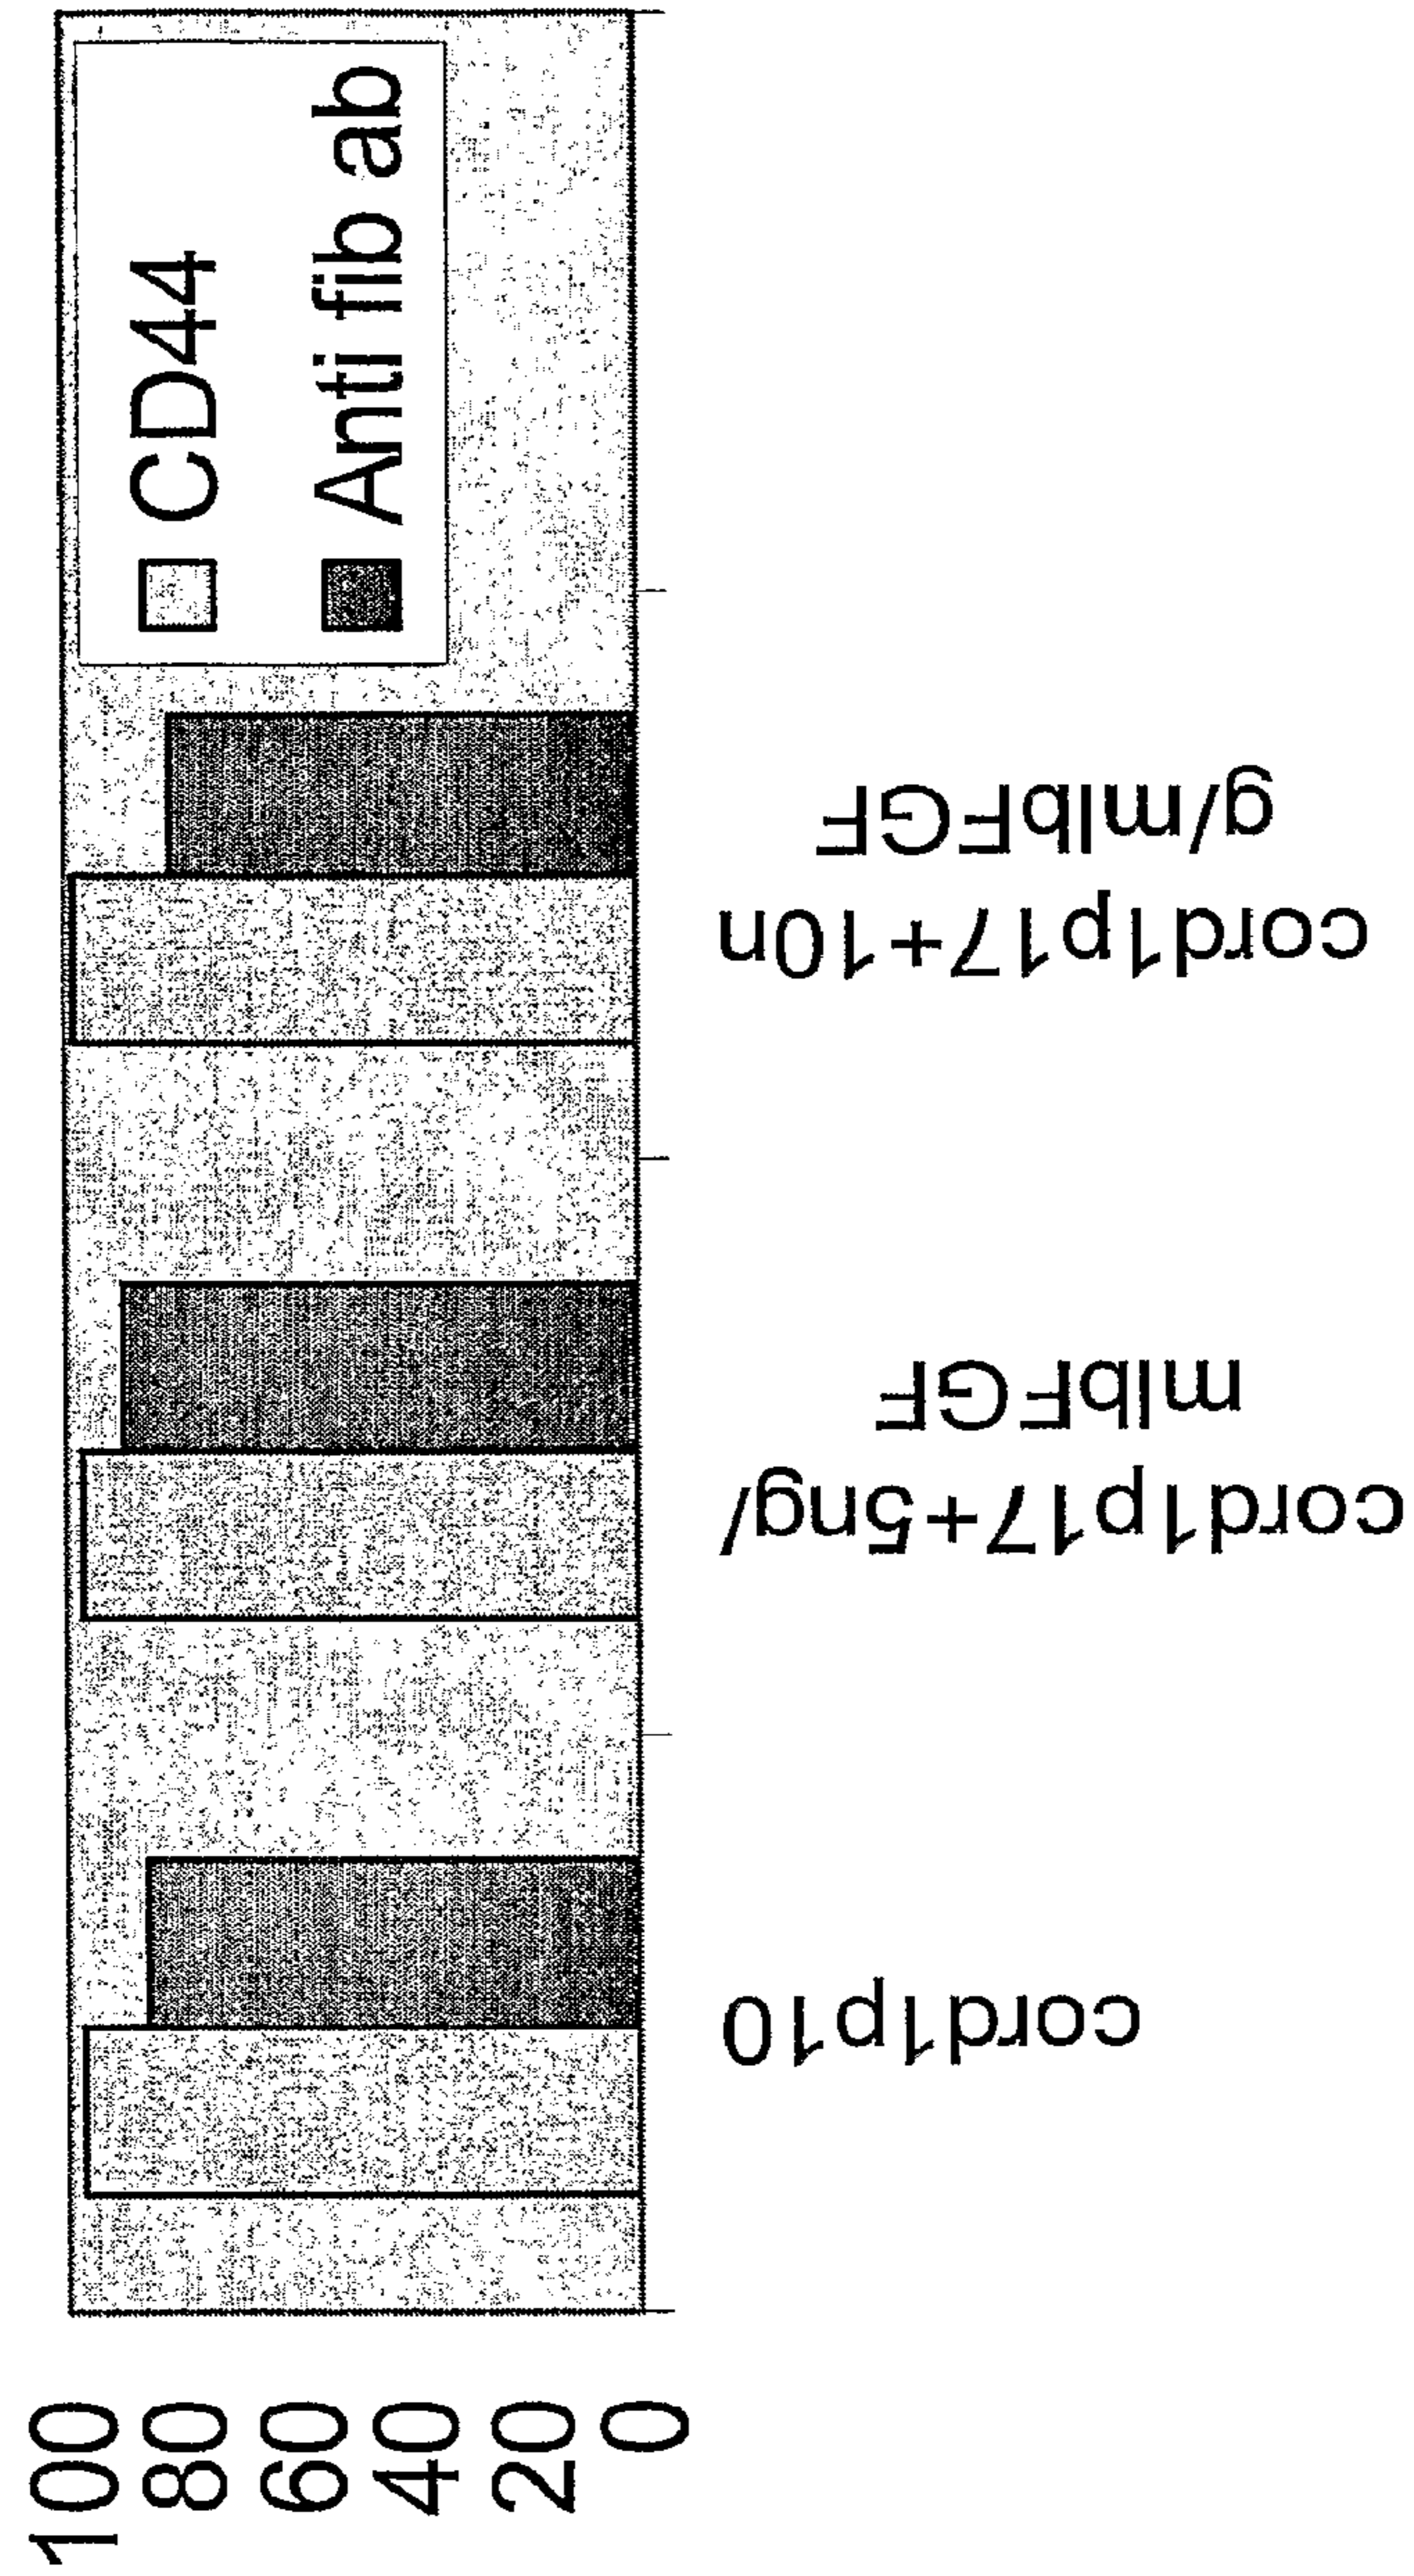 100
80
60
40
20
0
CD44
Anti fib ab
cord1p10
cord1p17+5ng/
mlbFGF
cord1p17+10n
g/mlbFGF